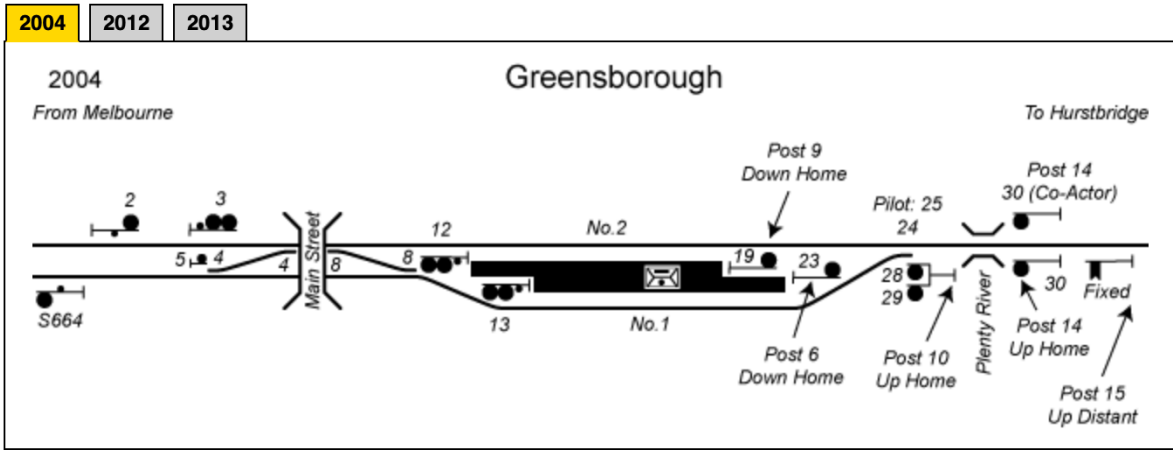 2004
2012
2013
2004
Greensborough
From Melbourne
To Hurstbridge
Post 9
Down Home
Post 14
30 (Co-Actor)
2
3
Pilot: 25
24
12
No.2
Main Street
5
4
4
8
8
19
23
28
29
30
Fixed
S664
13
No.1
Plenty River
Post 14
Up Home
Post 6
Down Home
Post 10
Up Home
Post 15
Up Distant